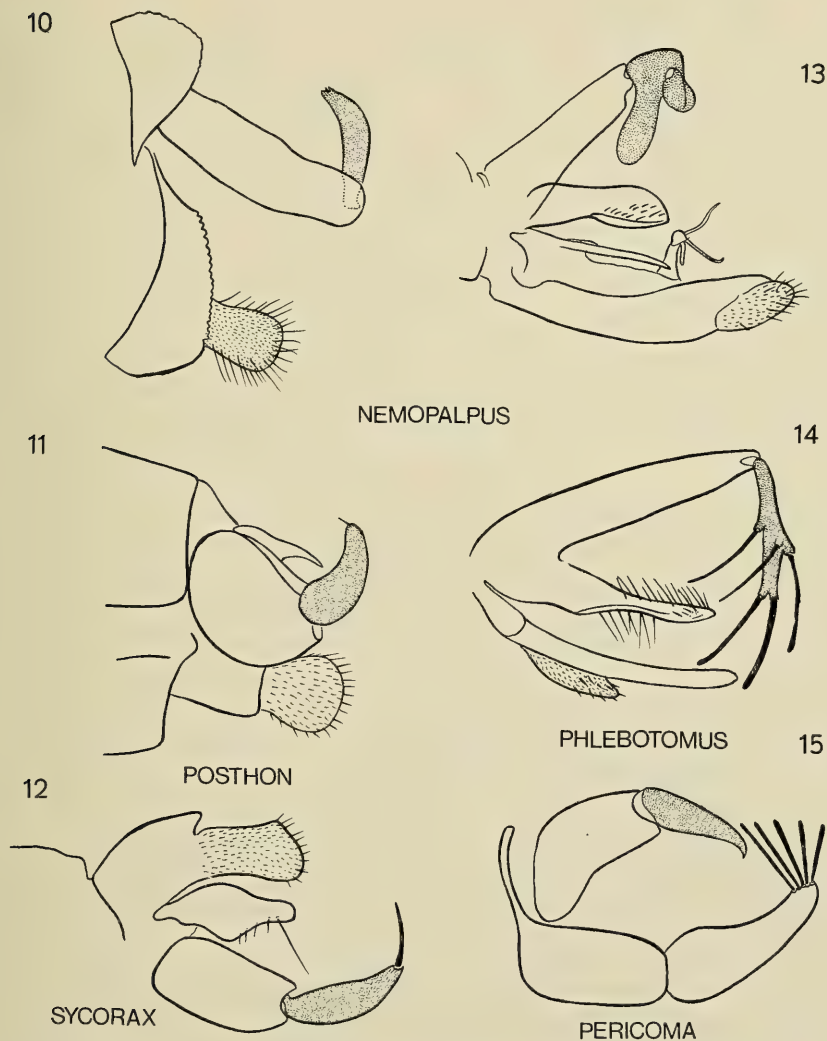 10
13
NEMOPALPUS
11
14
POSTHON
PHLEBOTOMUS
12
15
SYCORAX
PERICOMA